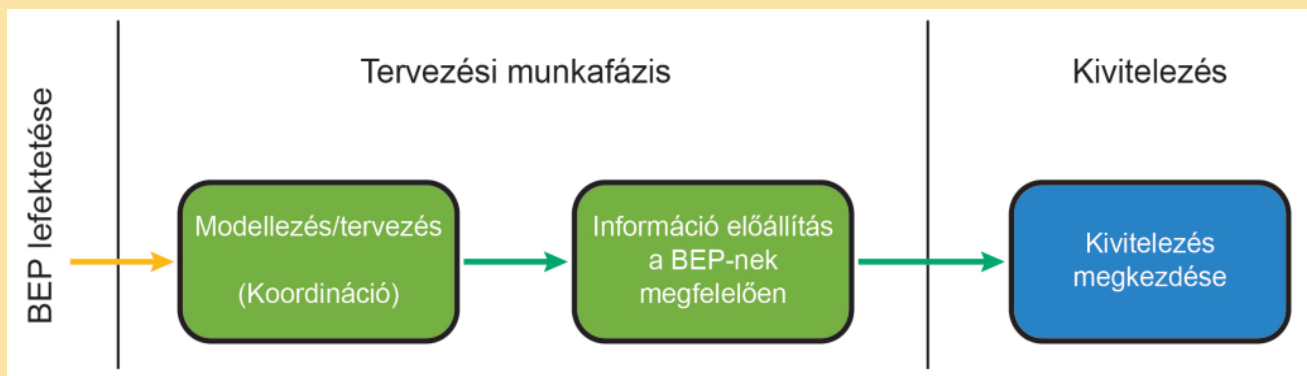 BEP lefektetése
Tervezési munkafázis
Kivitelezés
Modellezés/tervezés
(Koordináció)
Információ előállítás
a BEP-nek
megfelelően
Kivitelezés
megkezdése